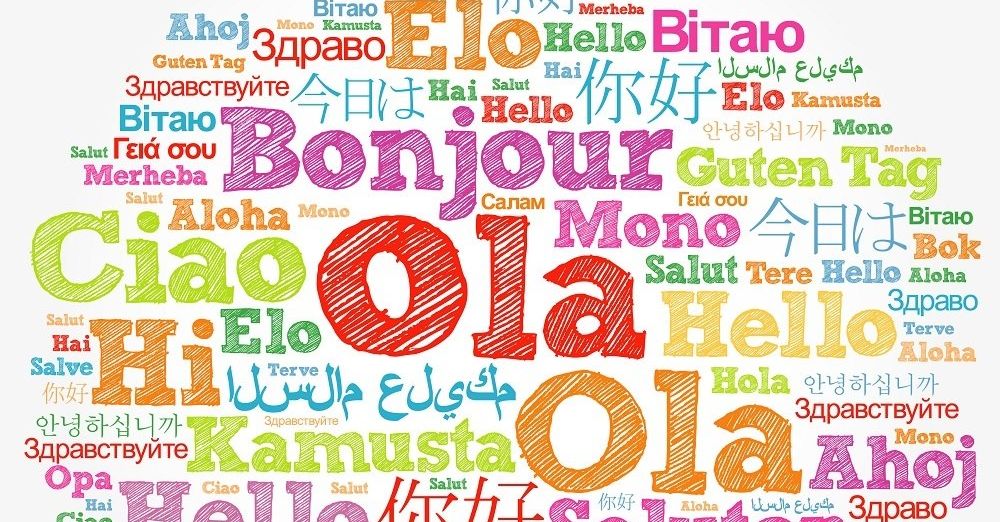 Ahoj Mono Вітаю Elo 你好 Merheba
Ciao Kamusta
Здраво Hello Вітаю
Guten Tag Hai السلام عليكم
Здравствуйте 今日は Hai Salut 你好 Elo Kamusta
Вітаю Bonjour Hello 안녕하십니까 Mono
Salut Γειά σου Guten Tag Merheba
Merheba
Salut Aloha Mono Салам Mono Γειά σου 今日は Вітаю
Ciao Ola Bok
Salut Tere Hello Aloha
Здраво
Salut Elo Hello Terve
Hai Hi Aloha
Salve Terve السلام عليكم Ola Hola 안녕하십니까
你好
안녕하십니까 Kamusta Здравствуйте Здравствуйте
Здравствуйте Mono
Opa Ahoj
Hai Hello Ciao Salut 你好 Salut 你好 Aloha السلام عليكم Здраво
Ciao